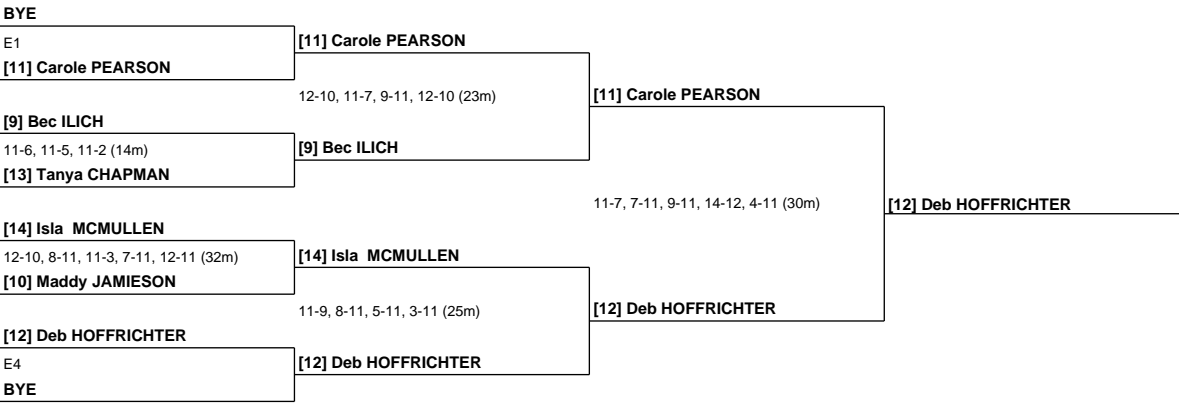 BYE
E1
[11] Carole PEARSON
[9] Bec ILICH
11-6, 11-5, 11-2 (14m)
[13] Tanya CHAPMAN
[14] Isla  MCMULLEN
12-10, 8-11, 11-3, 7-11, 12-11 (32m)
[10] Maddy JAMIESON
[12] Deb HOFFRICHTER
E4
BYE
[11] Carole PEARSON
12-10, 11-7, 9-11, 12-10 (23m)
[9] Bec ILICH
[14] Isla  MCMULLEN
11-9, 8-11, 5-11, 3-11 (25m)
[12] Deb HOFFRICHTER
[11] Carole PEARSON
11-7, 7-11, 9-11, 14-12, 4-11 (30m)
[12] Deb HOFFRICHTER
[12] Deb HOFFRICHTER